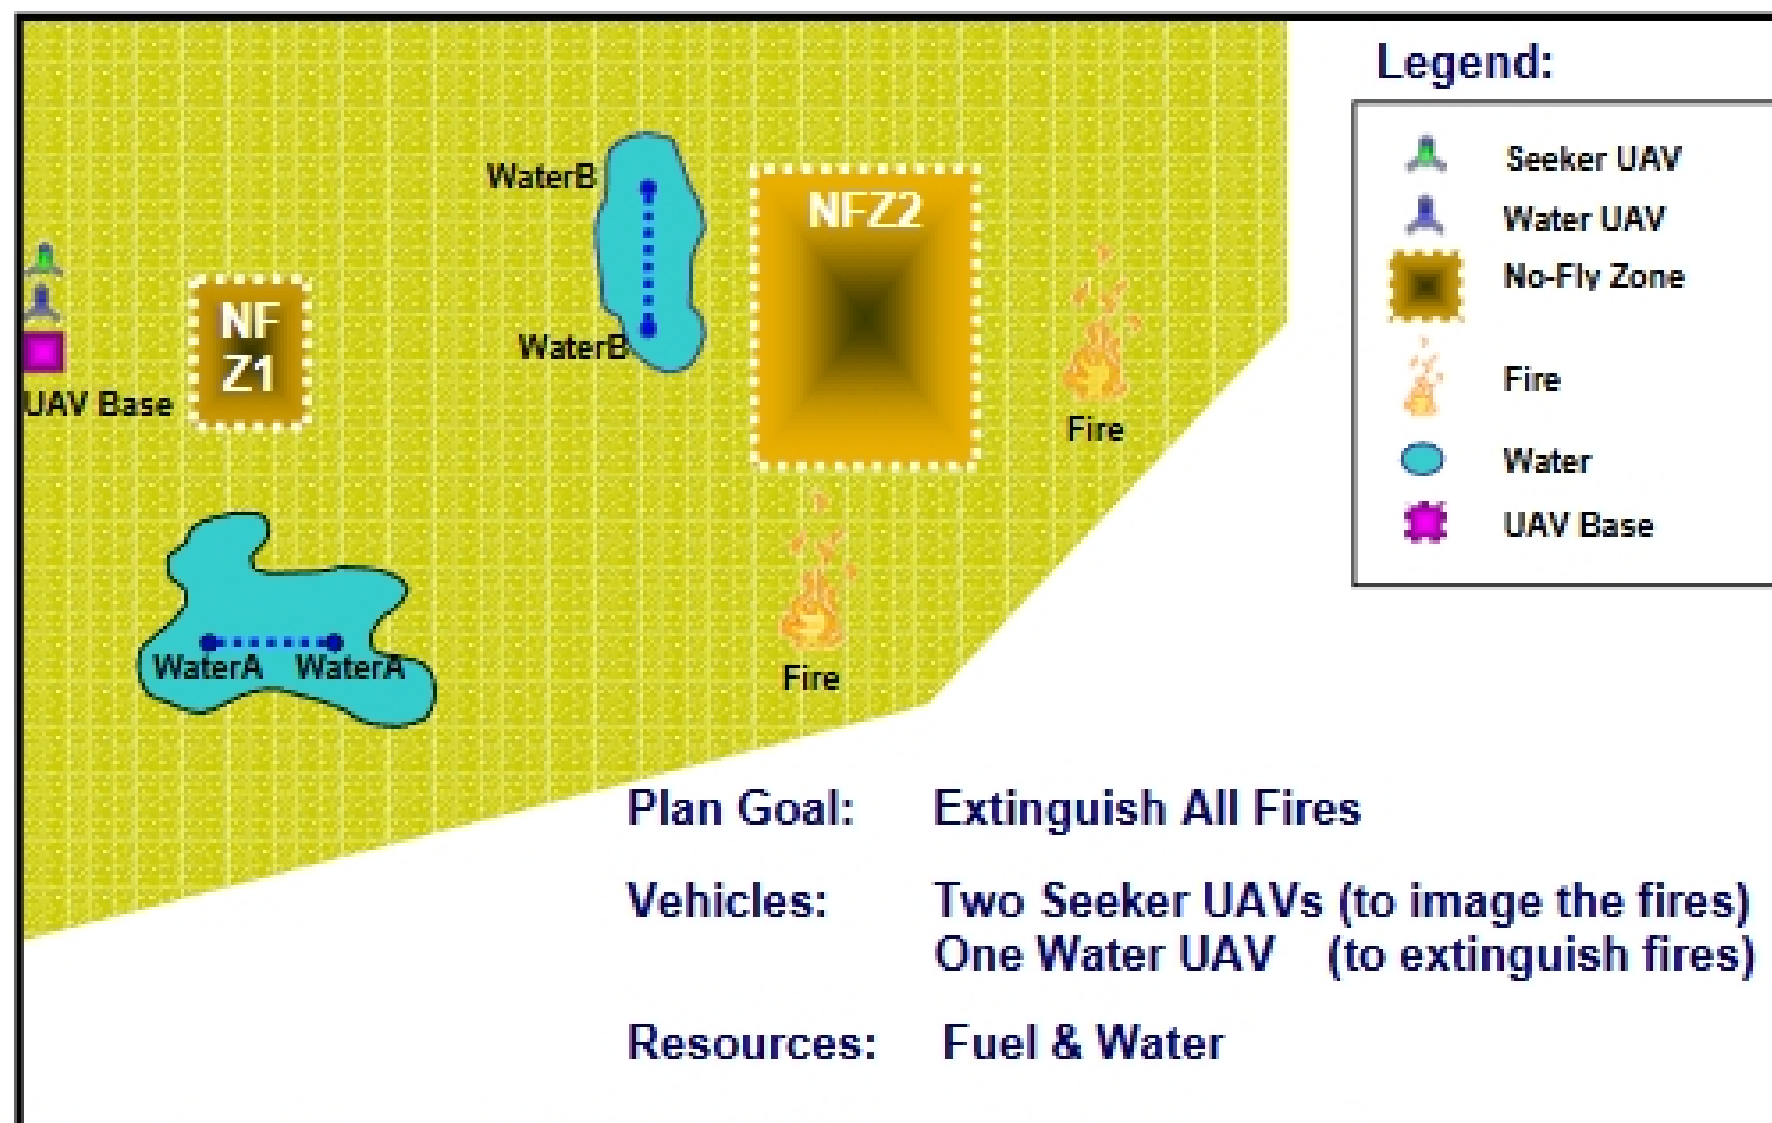 Legend:
Seeker UAV
Water UAV
No-Fly Zone
Fire
Water
UAV Base
WaterB
NFZ2
NF
Z1
WaterB
UAV Base
Fire
WaterA WaterA
Fire
Plan Goal: Extinguish All Fires
Vehicles: Two Seeker UAVs (to image the fires)
One Water UAV (to extinguish fires)
Resources: Fuel & Water